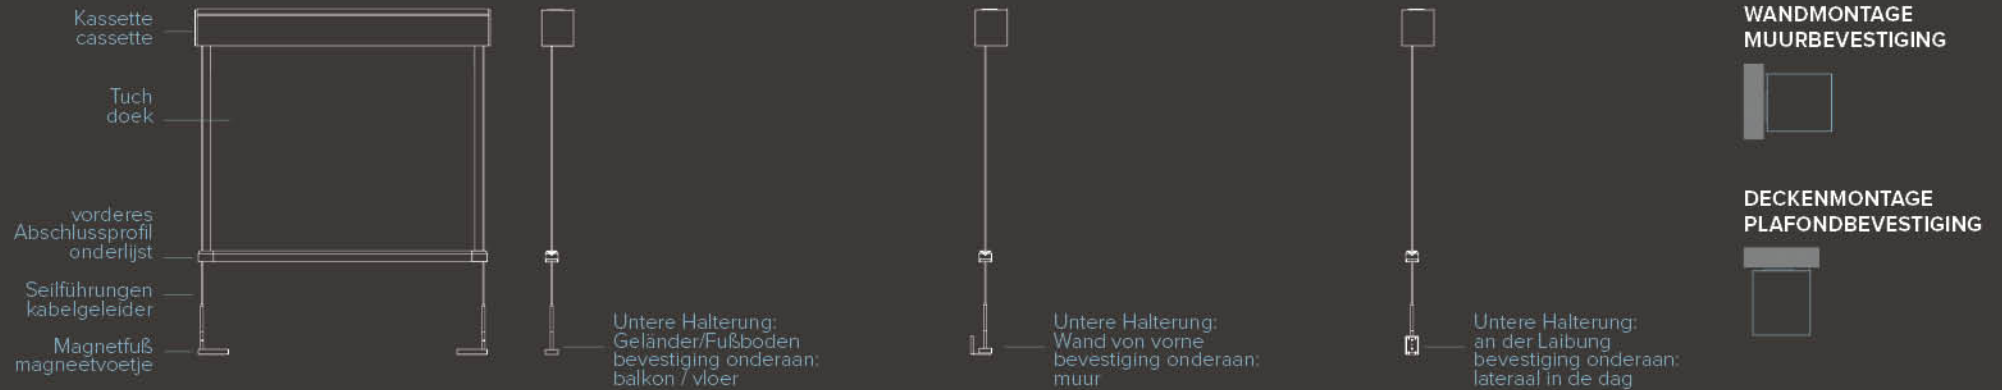 Kassette
cassette
Tuch
doek
vorderes
Abschlussprofil
onderlijst
Seilführungen
kabelgeleider
Magnetfuß
magneetvoetje
Untere Halterung:
Geländer/Fußboden
bevestiging onderaan:
balkon / vloer
Untere Halterung:
Wand von vorne
bevestiging onderaan:
muur
Untere Halterung:
an der Laibung
bevestiging onderaan:
lateraal in de dag
WANDMONTAGE
MUURBEVESTIGING
DECKENMONTAGE
PLAFONDBEVESTIGING